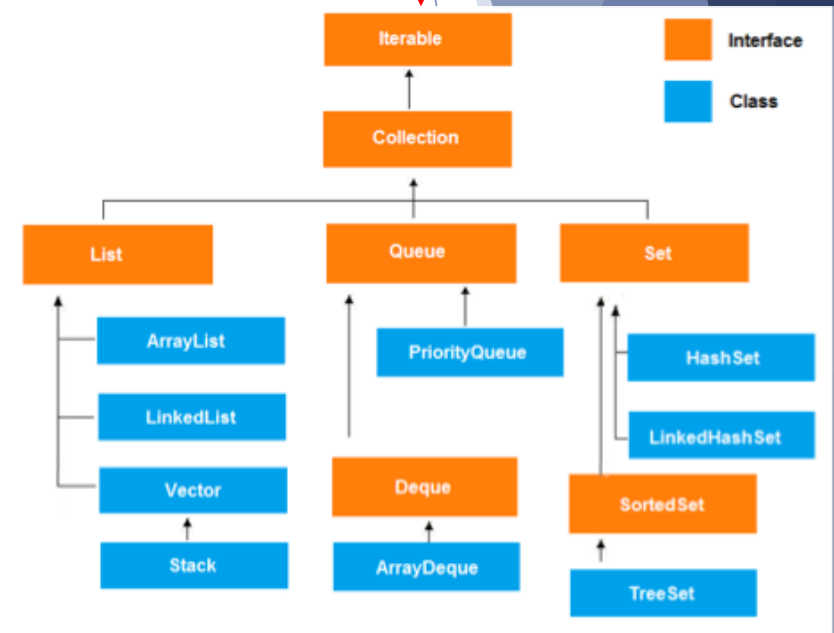 Iterable
Interface
Class
Collection
List
Queue
Set
ArrayList
PriorityQueue
HashSet
LinkedList
LinkedHashSet
Vector
Deque
SortedSet
Stack
ArrayDeque
TreeSet